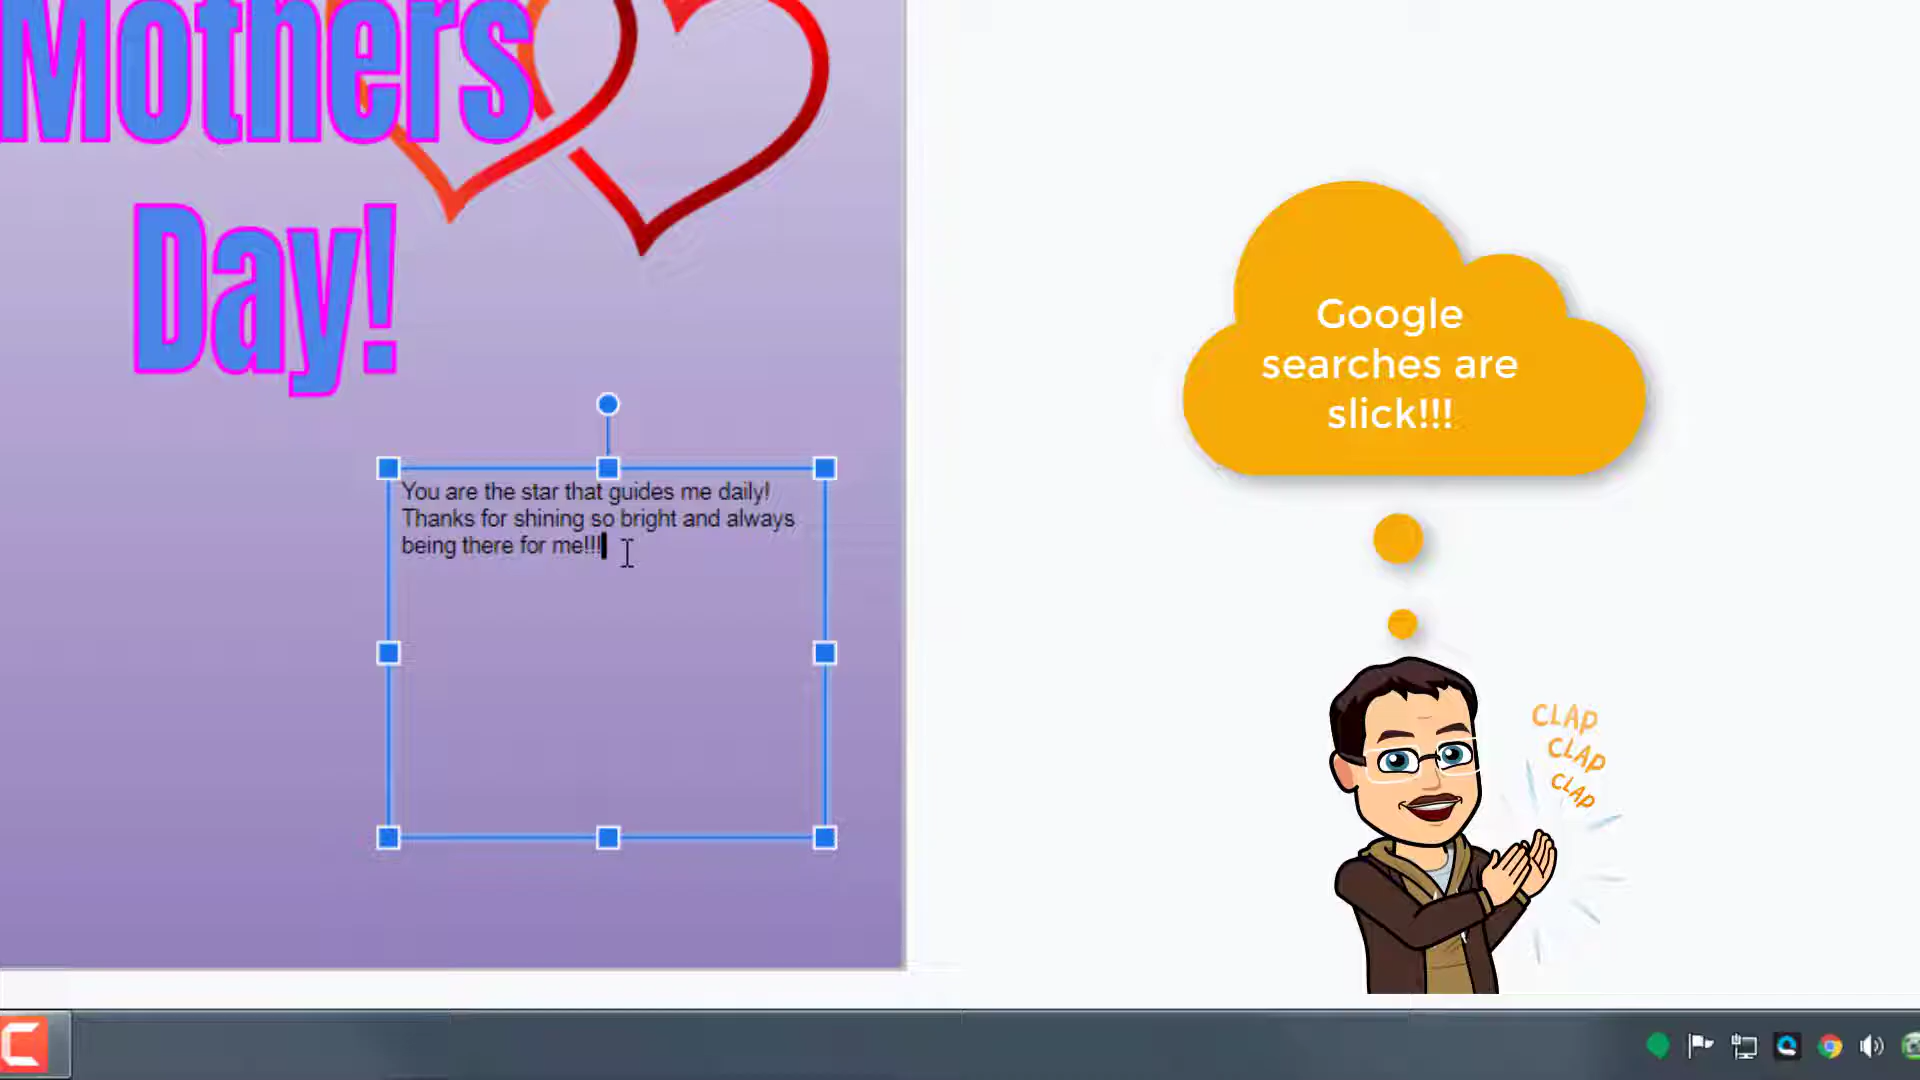 Mothers
Day!
You are the star that guides me daily!
Thanks for shining so bright and always
being there for me!!!
Google
searches are
slick!!!
CLAP
CLAP
CLAP